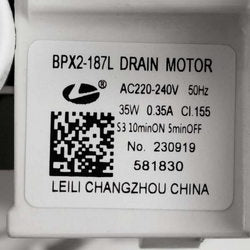 BPX2-187L DRAIN MOTOR
®
AC220-240V 50Hz
35W 0.35A Cl.155
S3 10minON 5minOFF
No. 230919
581830
LEILI CHANGZHOU CHINA